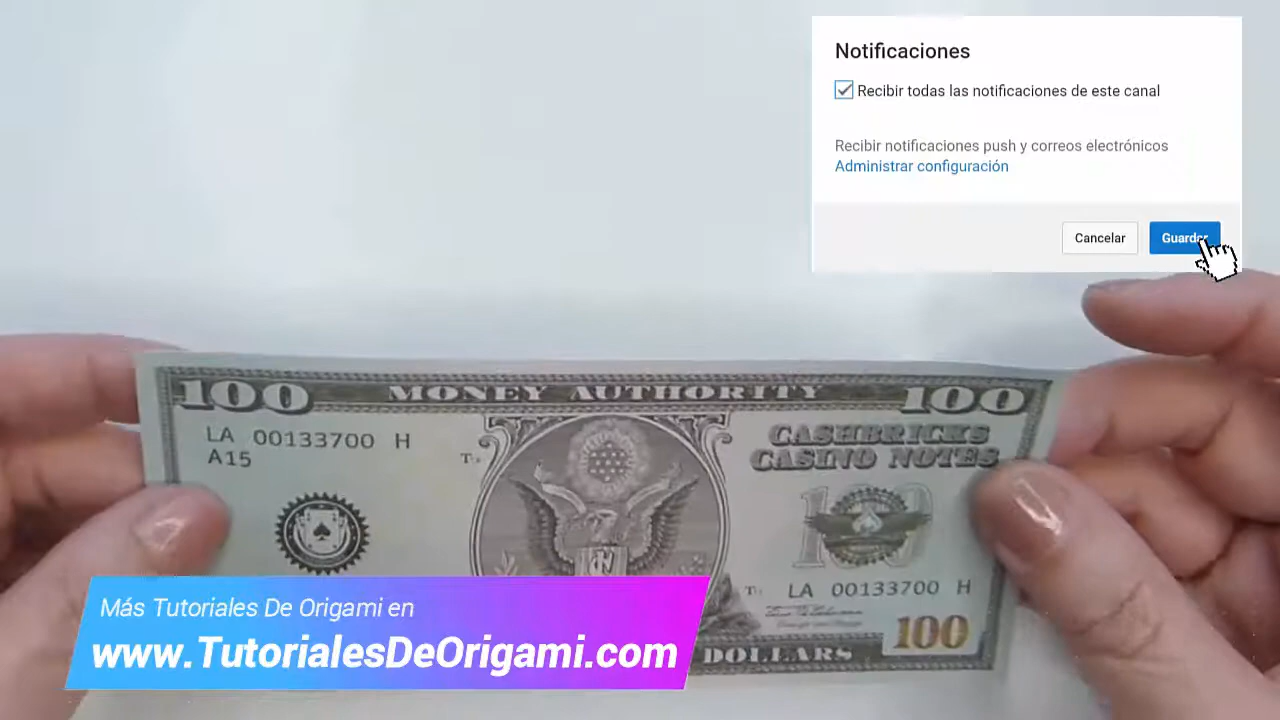 Notificaciones
Recibir todas las notificaciones de este canal
Recibir notificaciones push y correos electrónicos
Administrar configuración
Cancelar
Guardar
100 MONEY AUTHORITY 100
LA 00133700 H
A15
CASHBRICKS
CASINO NOTES
100
LA 00133700 H
100
DOLLARS
Más Tutoriales De Origami en
www.TutorialesDeOrigami.com